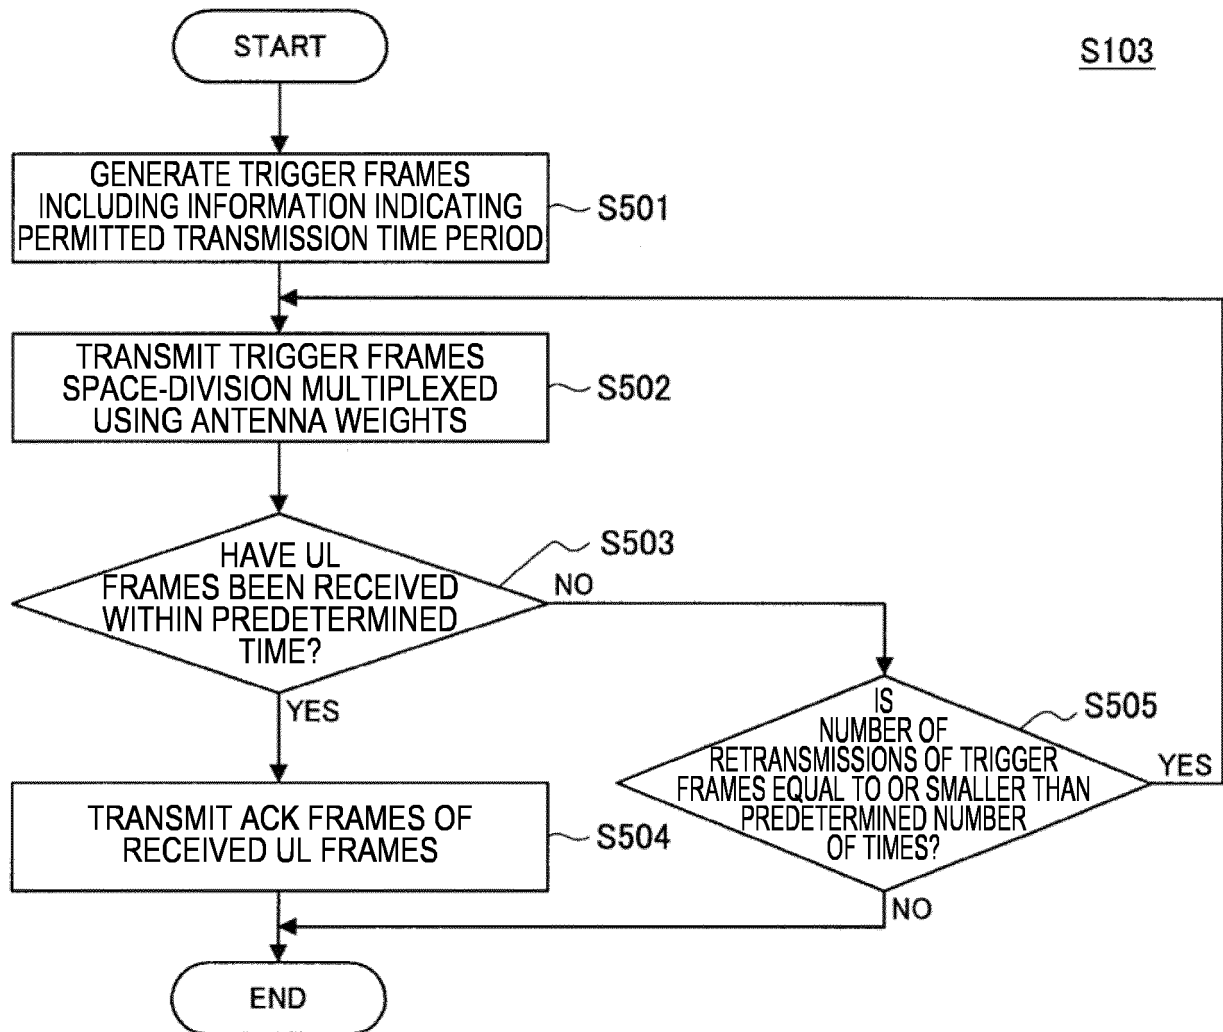 START
S103
GENERATE TRIGGER FRAMES
INCLUDING INFORMATION INDICATING
PERMITTED TRANSMISSION TIME PERIOD
S501
TRANSMIT TRIGGER FRAMES
SPACE-DIVISION MULTIPLEXED
USING ANTENNA WEIGHTS
S502
HAVE UL
FRAMES BEEN RECEIVED
WITHIN PREDETERMINED
TIME?
S503
NO
YES
IS
NUMBER OF
RETRANSMISSIONS OF TRIGGER
FRAMES EQUAL TO OR SMALLER THAN
PREDETERMINED NUMBER
OF TIMES?
S505
YES
NO
TRANSMIT ACK FRAMES OF
RECEIVED UL FRAMES
S504
END